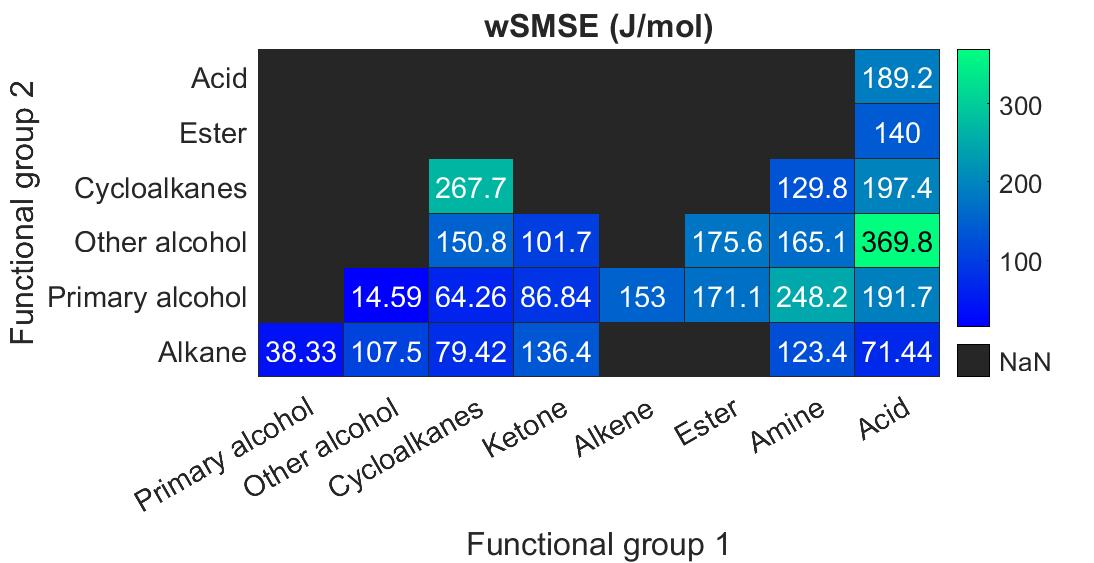 wSMSE (J/mol)
Functional group 2
Acid 189.2
Ester 140
Cycloalkanes 267.7 129.8 197.4
Other alcohol 150.8 101.7 175.6 165.1 369.8
Primary alcohol 14.59 64.26 86.84 153 171.1 248.2 191.7
Alkane 38.33 107.5 79.42 136.4 123.4 71.44
300
200
100
NaN
Primary alcohol
Other alcohol
Cycloalkanes
Ketone
Alkene
Ester
Amine
Acid
Functional group 1